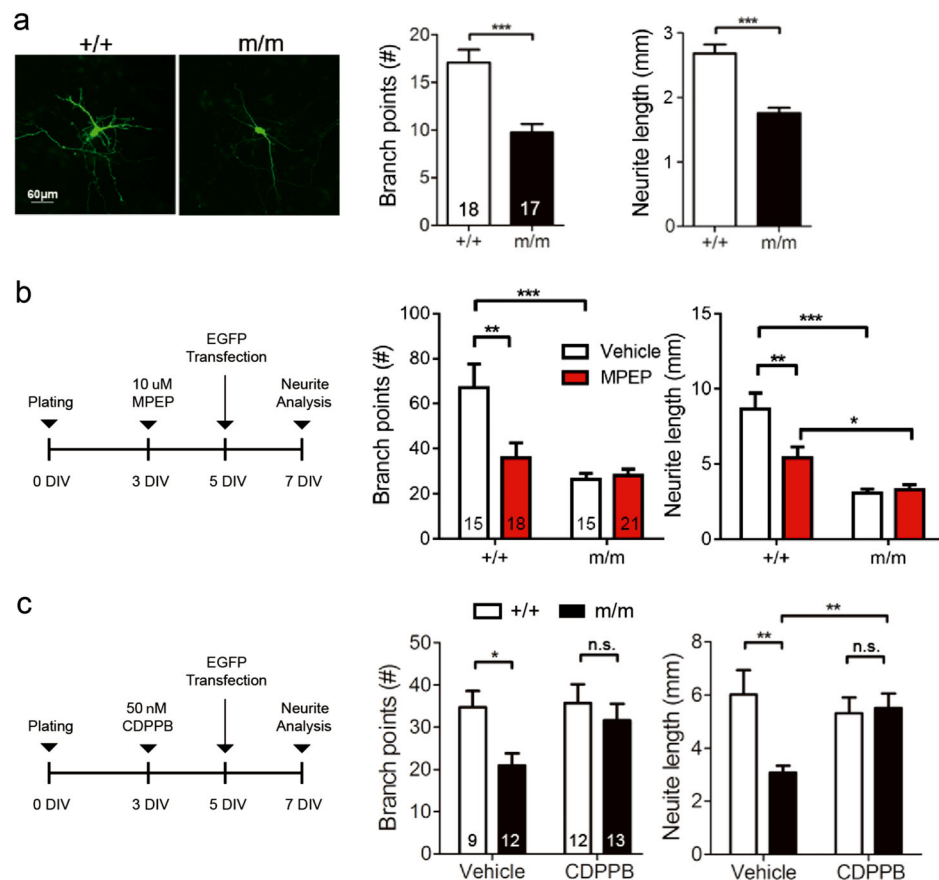 a
+/+
m/m
60μm
Branch points (#)
20
15
10
5
0
***
18
17
+/+
m/m
Neurite length (mm)
3
2
1
0
***
+/+
m/m
b
EGFP
Transfection
10 uM
MPEP
Neurite
Analysis
Plating
0 DIV
3 DIV
5 DIV
7 DIV
Branch points (#)
100
80
60
40
20
0
***
**
Vehicle
MPEP
15
18
15
21
+/+
m/m
Neurite length (mm)
15
10
5
0
***
**
*
+/+
m/m
c
EGFP
Transfection
50 nM
CDPPB
Neurite
Analysis
Plating
0 DIV
3 DIV
5 DIV
7 DIV
+/+
m/m
Branch points (#)
50
40
30
20
10
0
*
n.s.
9
12
12
13
Vehicle
CDPPB
Neuite length (mm)
8
6
4
2
0
**
**
n.s.
Vehicle
CDPPB